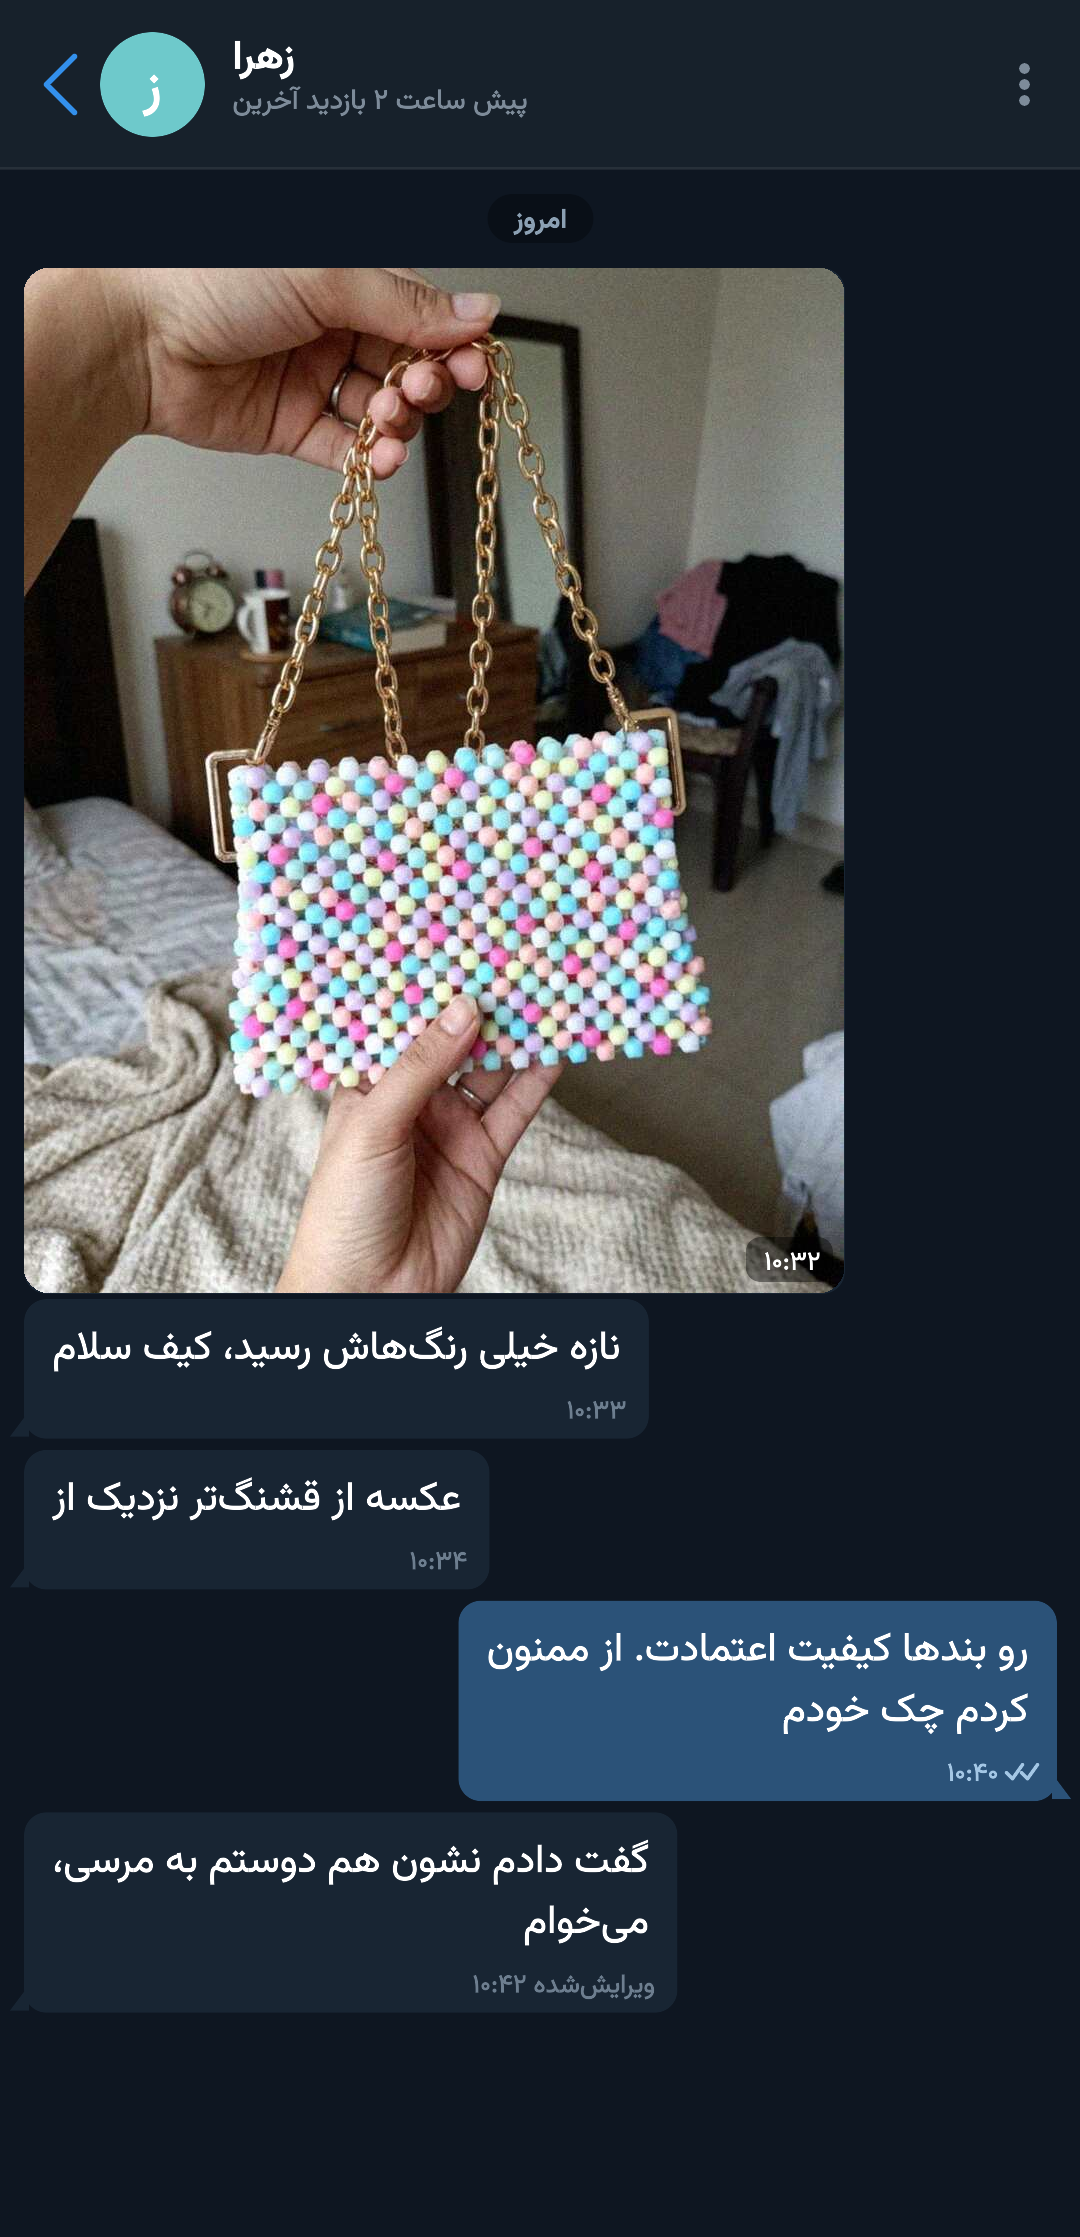 ز
زهرا
پیش ساعت ۲ بازدید آخرین
امروز
۱۰:۳۲
نازه خیلی رنگ‌هاش رسید، کیف سلام
۱۰:۳۳
عکسه از قشنگ‌تر نزدیک از
۱۰:۳۴
رو بندها کیفیت اعتمادت. از ممنون
کردم چک خودم
۱۰:۴۰
گفت دادم نشون هم دوستم به مرسی،
می‌خوام
ویرایش‌شده ۱۰:۴۲